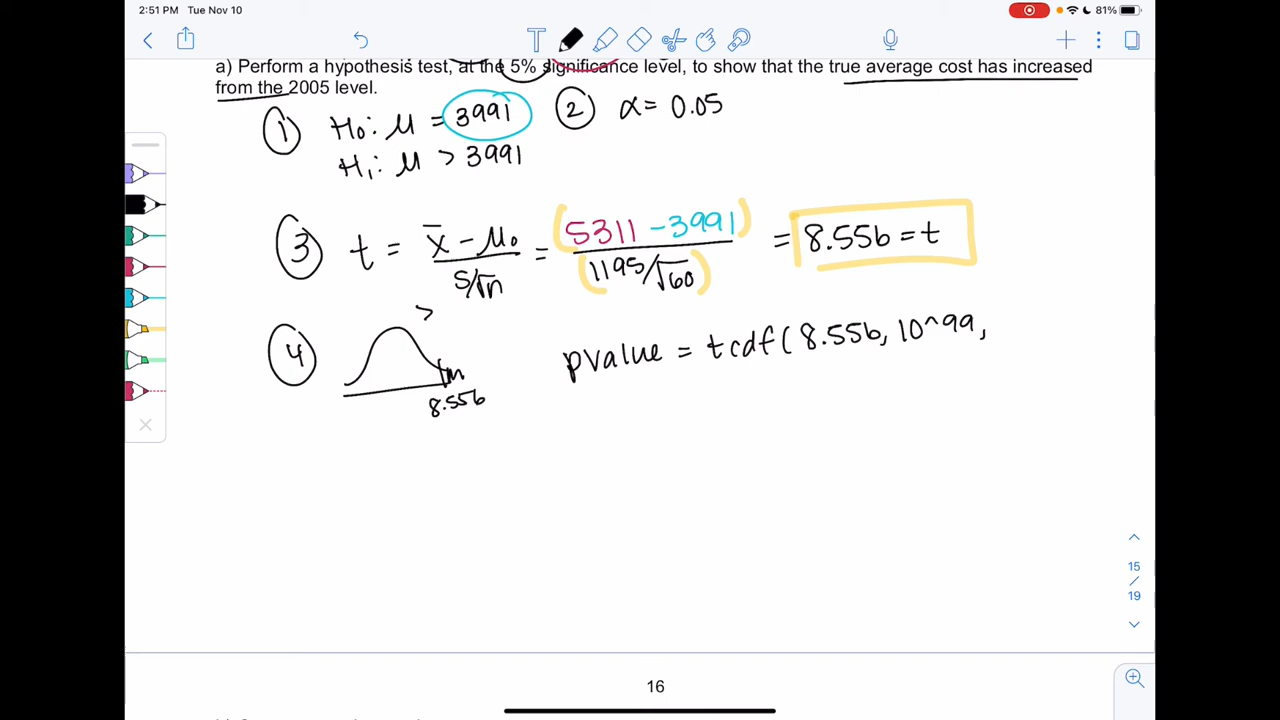 2:51 PM Tue Nov 10
81%
a) Perform a hypothesis test, at the 5% significance level, to show that the true average cost has increased
from the 2005 level.
① H₀: μ = 3991
② α = 0.05
H₁: μ > 3991
③ t = x̄ - μ₀ / s/√n = (5311 - 3991) / (1195/√60) = 8.556 = t
>
④ pvalue = tcdf(8.556, 10^99,
8.556
15
/
19
16